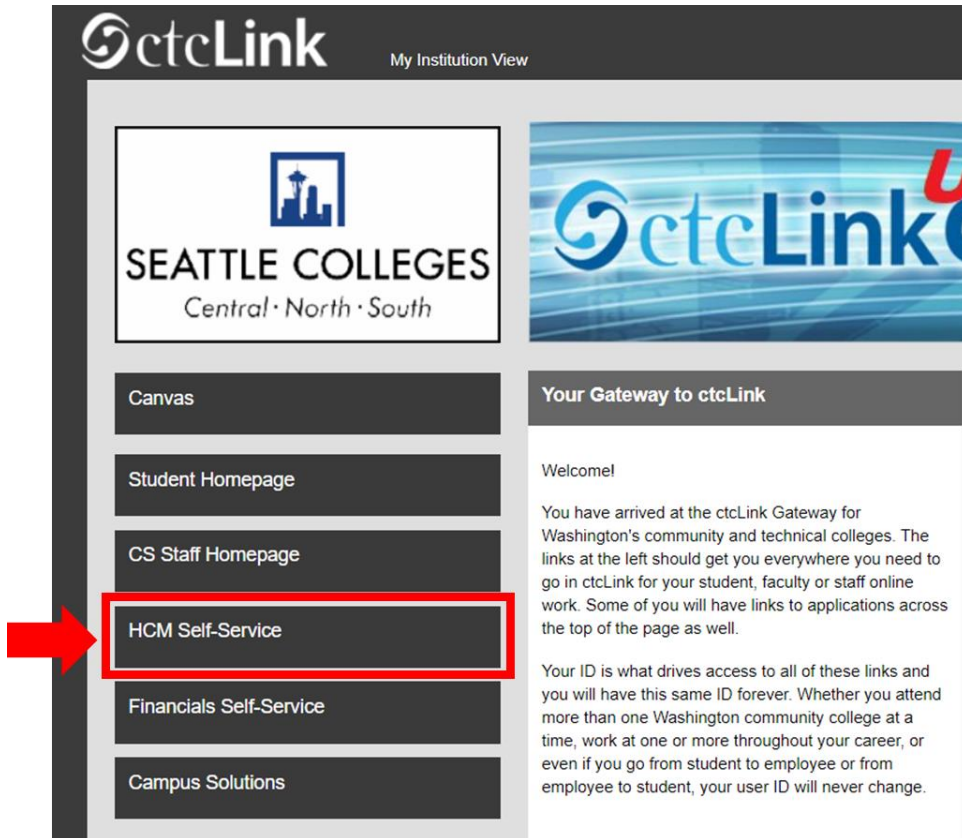 ctcLink
My Institution View
SEATTLE COLLEGES
Central · North · South
ctcLink
Canvas
Student Homepage
CS Staff Homepage
HCM Self-Service
Financials Self-Service
Campus Solutions
Your Gateway to ctcLink
Welcome!
You have arrived at the ctcLink Gateway for
Washington's community and technical colleges. The
links at the left should get you everywhere you need to
go in ctcLink for your student, faculty or staff online
work. Some of you will have links to applications across
the top of the page as well.
Your ID is what drives access to all of these links and
you will have this same ID forever. Whether you attend
more than one Washington community college at a
time, work at one or more throughout your career, or
even if you go from student to employee or from
employee to student, your user ID will never change.